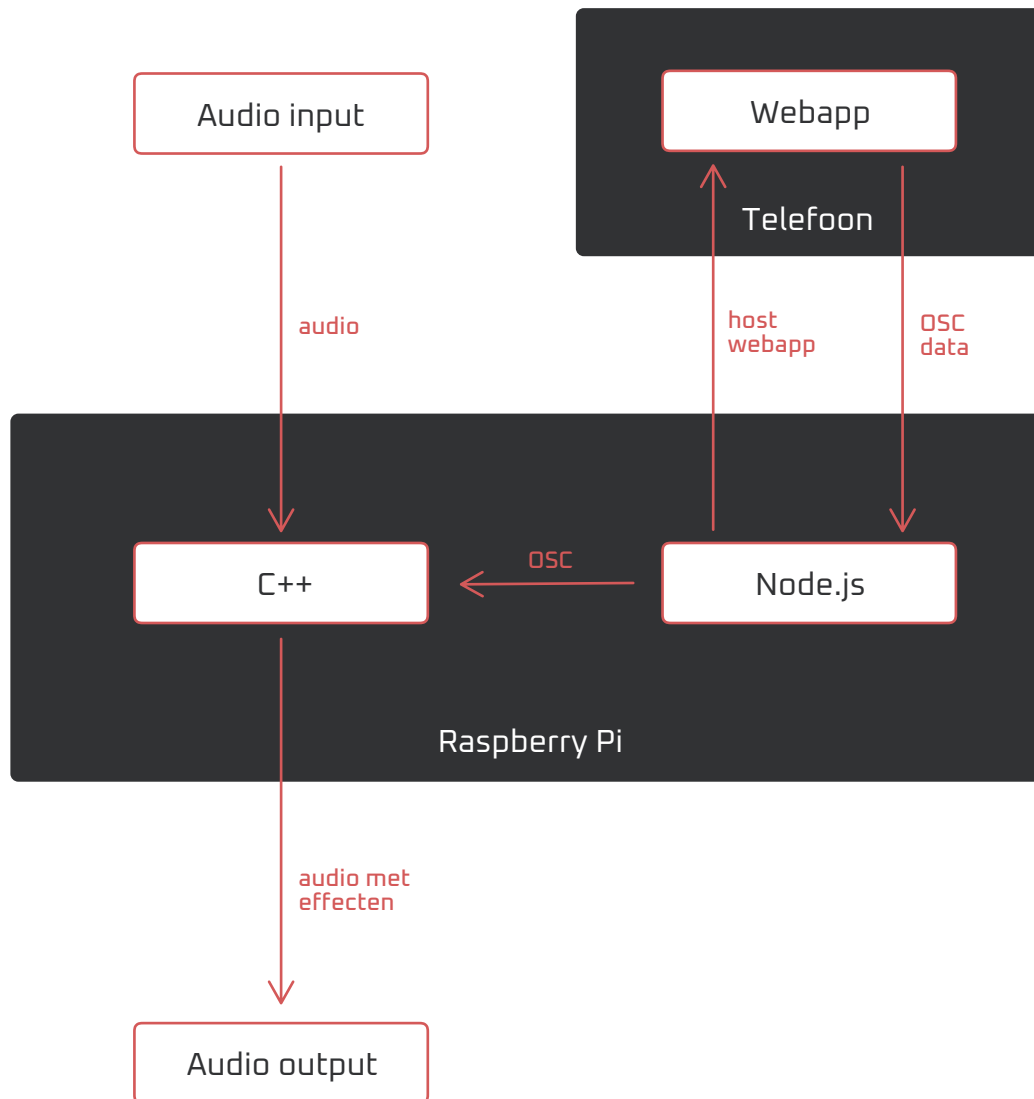 Audio input
Webapp
Telefoon
audio
host
webapp
OSC
data
C++
OSC
Node.js
Raspberry Pi
audio met
effecten
Audio output